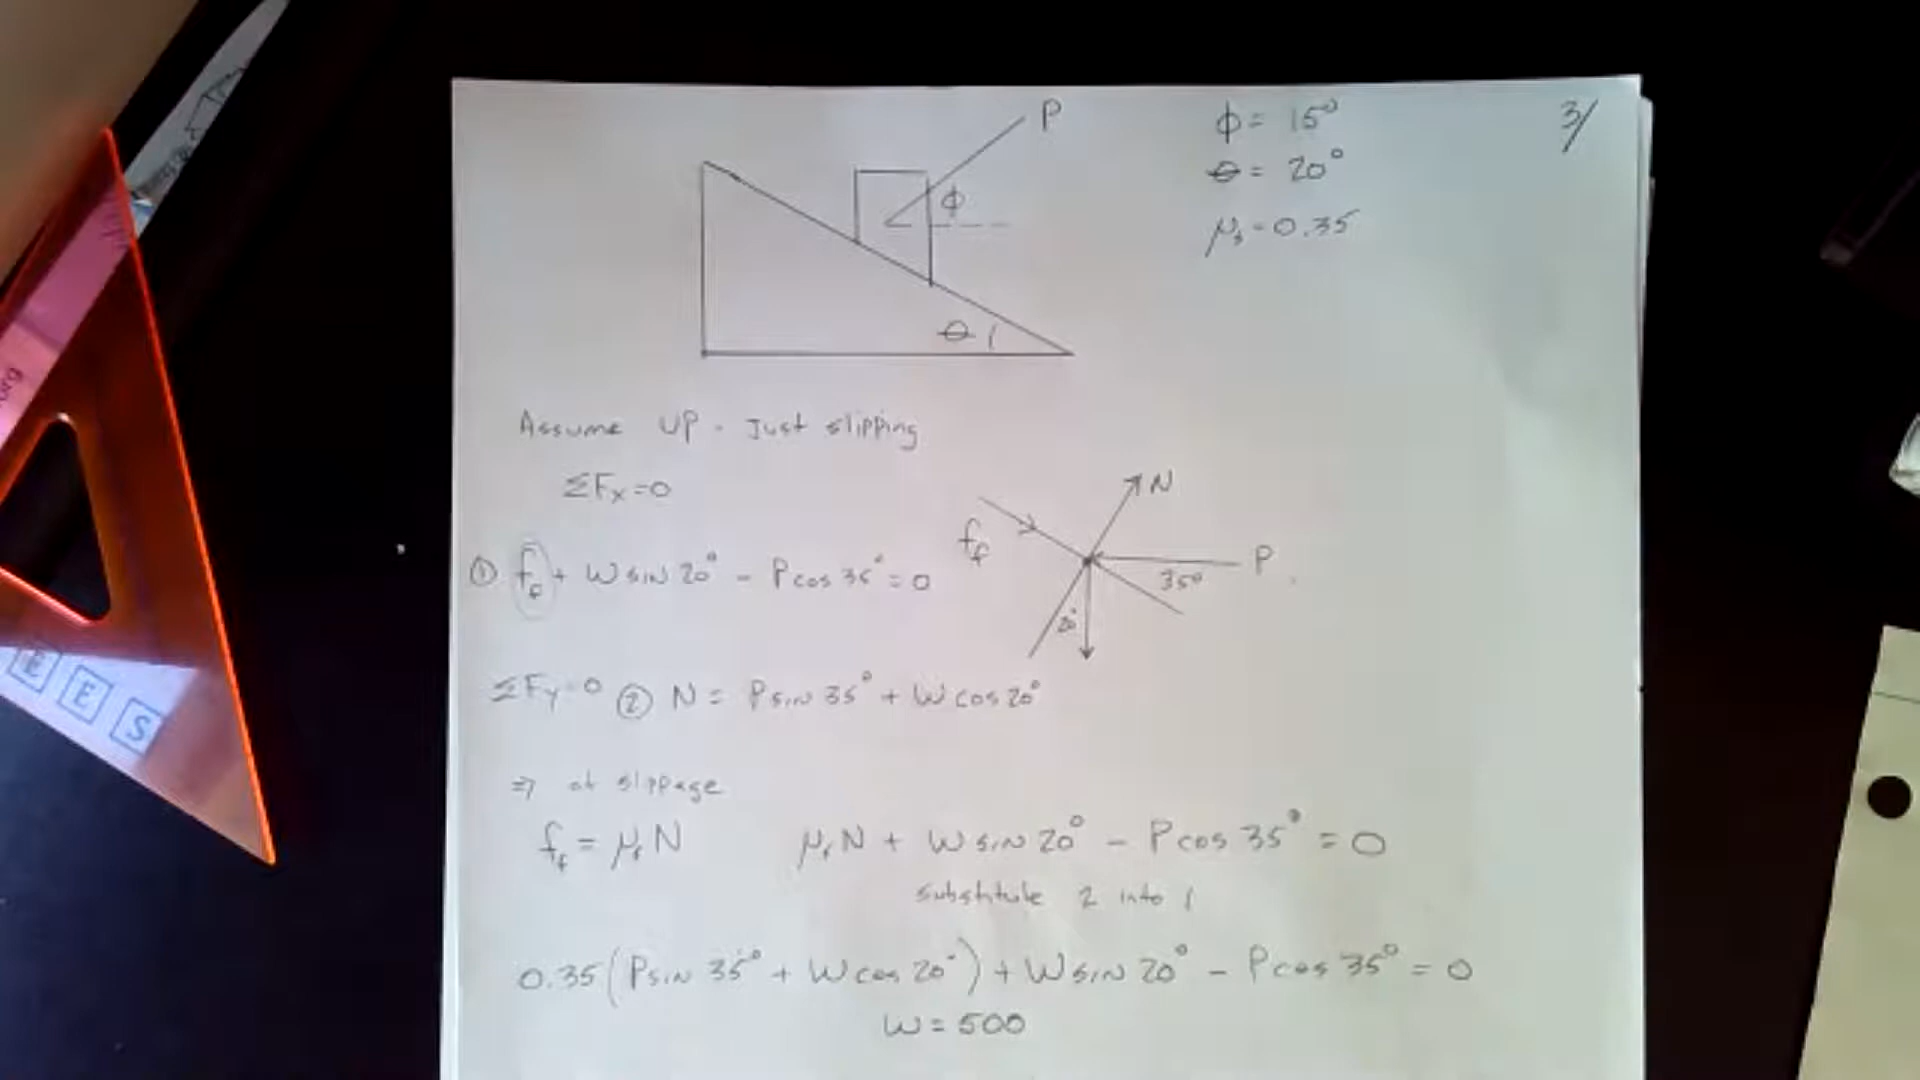 P
ϕ = 15°
3/
θ = 20°
ϕ
μs = 0.35
θ
Assume UP - Just slipping
ΣFx=0
N
ff
① ff + W sin 20° - P cos 35° = 0
P
35°
20°
ΣFy=0 ② N = P sin 35° + W cos 20°
⇒ at slippage
ff = μsN μsN + W sin 20° - P cos 35° = 0
substitute 2 into 1
0.35(P sin 35° + W cos 20°) + W sin 20° - P cos 35° = 0
W = 500
E E S